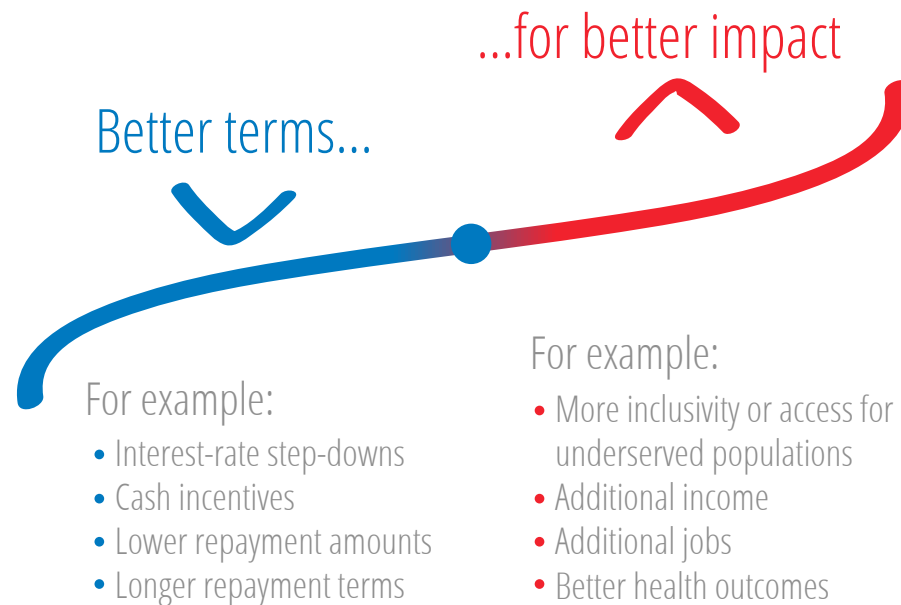 ...for better impact
Better terms...
For example:
• Interest-rate step-downs
• Cash incentives
• Lower repayment amounts
• Longer repayment terms
For example:
• More inclusivity or access for
underserved populations
• Additional income
• Additional jobs
• Better health outcomes